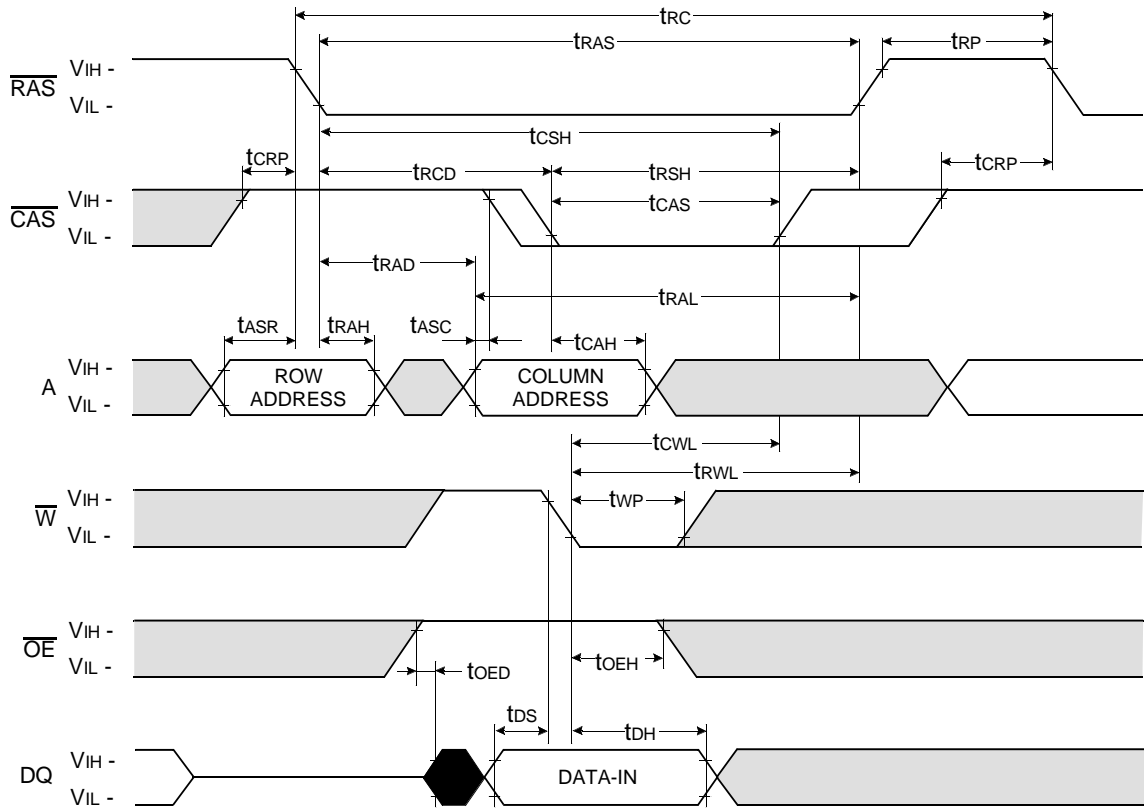 tRC
tRAS
tRP
RAS
VIH -
VIL -
tCSH
tCRP
tRCD
tRSH
tCRP
CAS
VIH -
VIL -
tCAS
tRAD
tRAL
tASR
tRAH
tASC
tCAH
A
VIH -
VIL -
ROW
ADDRESS
COLUMN
ADDRESS
tCWL
tRWL
W
VIH -
VIL -
tWP
OE
VIH -
VIL -
tOED
tOEH
tDS
tDH
DQ
VIH -
VIL -
DATA-IN